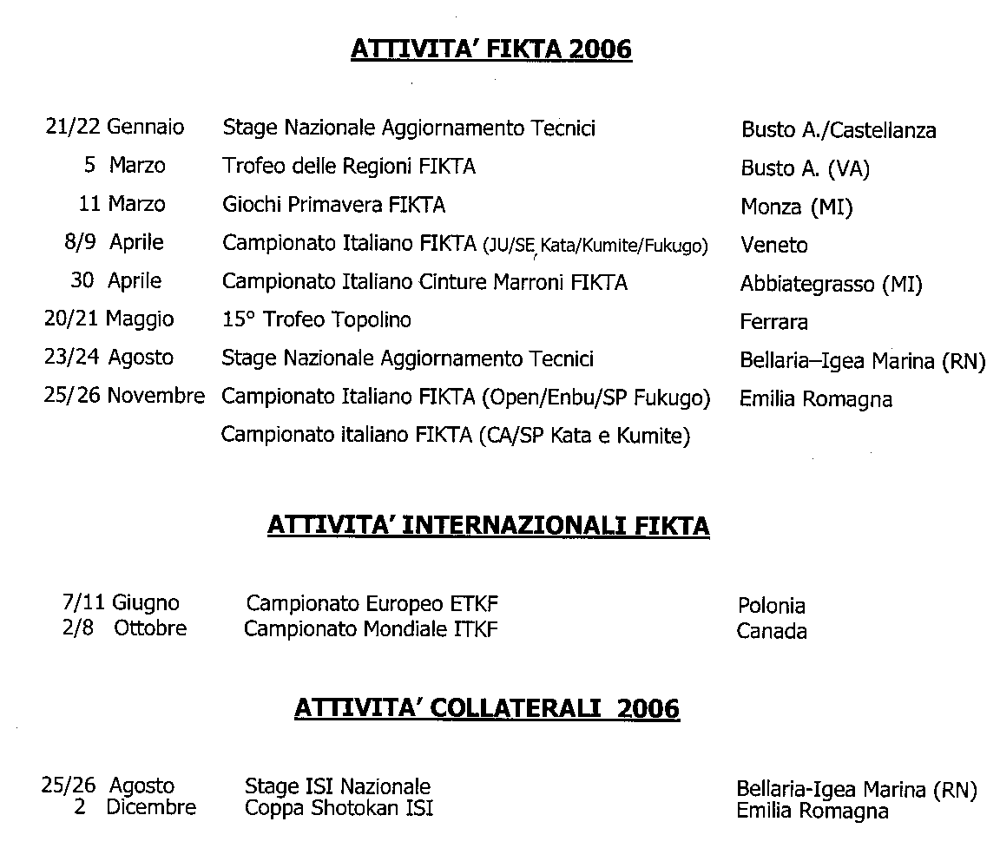 ATTIVITA' FIKTA 2006
21/22 Gennaio Stage Nazionale Aggiornamento Tecnici Busto A./Castellanza
5 Marzo Trofeo delle Regioni FIKTA Busto A. (VA)
11 Marzo Giochi Primavera FIKTA Monza (MI)
8/9 Aprile Campionato Italiano FIKTA (JU/SE, Kata/Kumite/Fukugo) Veneto
30 Aprile Campionato Italiano Cinture Marroni FIKTA Abbiategrasso (MI)
20/21 Maggio 15° Trofeo Topolino Ferrara
23/24 Agosto Stage Nazionale Aggiornamento Tecnici Bellaria–Igea Marina (RN)
25/26 Novembre Campionato Italiano FIKTA (Open/Enbu/SP Fukugo) Emilia Romagna
Campionato italiano FIKTA (CA/SP Kata e Kumite)
ATTIVITA' INTERNAZIONALI FIKTA
7/11 Giugno Campionato Europeo ETKF Polonia
2/8 Ottobre Campionato Mondiale ITKF Canada
ATTIVITA' COLLATERALI 2006
25/26 Agosto Stage ISI Nazionale Bellaria-Igea Marina (RN)
2 Dicembre Coppa Shotokan ISI Emilia Romagna